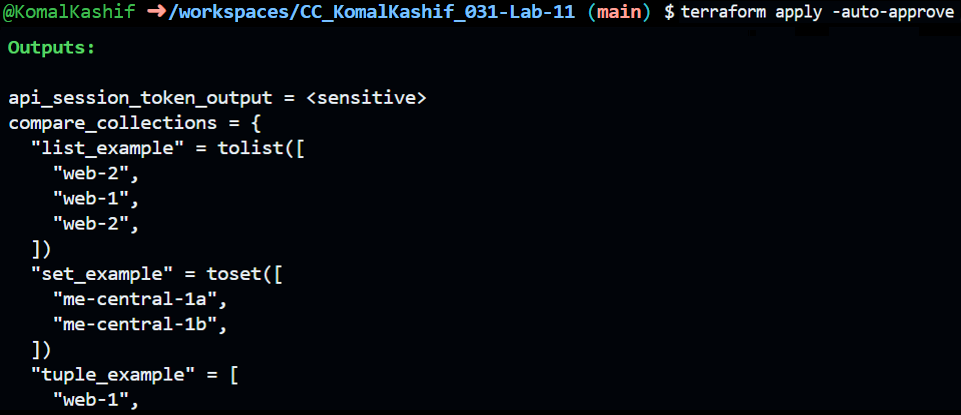 @KomalKashif ➜/workspaces/CC_KomalKashif_031-Lab-11 (main) $ terraform apply -auto-approve
Outputs:
api_session_token_output = <sensitive>
compare_collections = {
  "list_example" = tolist([
    "web-2",
    "web-1",
    "web-2",
  ])
  "set_example" = toset([
    "me-central-1a",
    "me-central-1b",
  ])
  "tuple_example" = [
    "web-1",